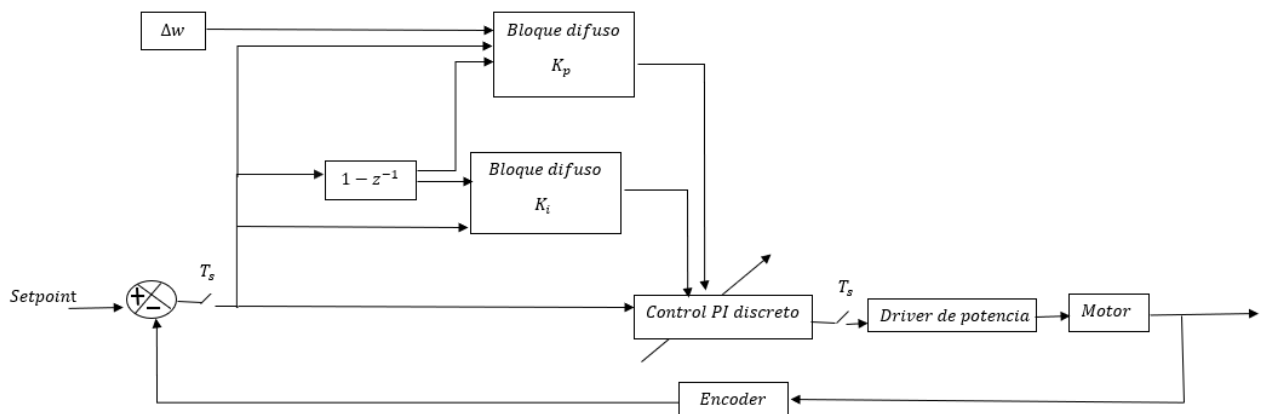 Δw
Bloque difuso
K_p
1 − z^{-1}
Bloque difuso
K_i
T_s
Setpoint
+
−
Control PI discreto
T_s
Driver de potencia
Motor
Encoder